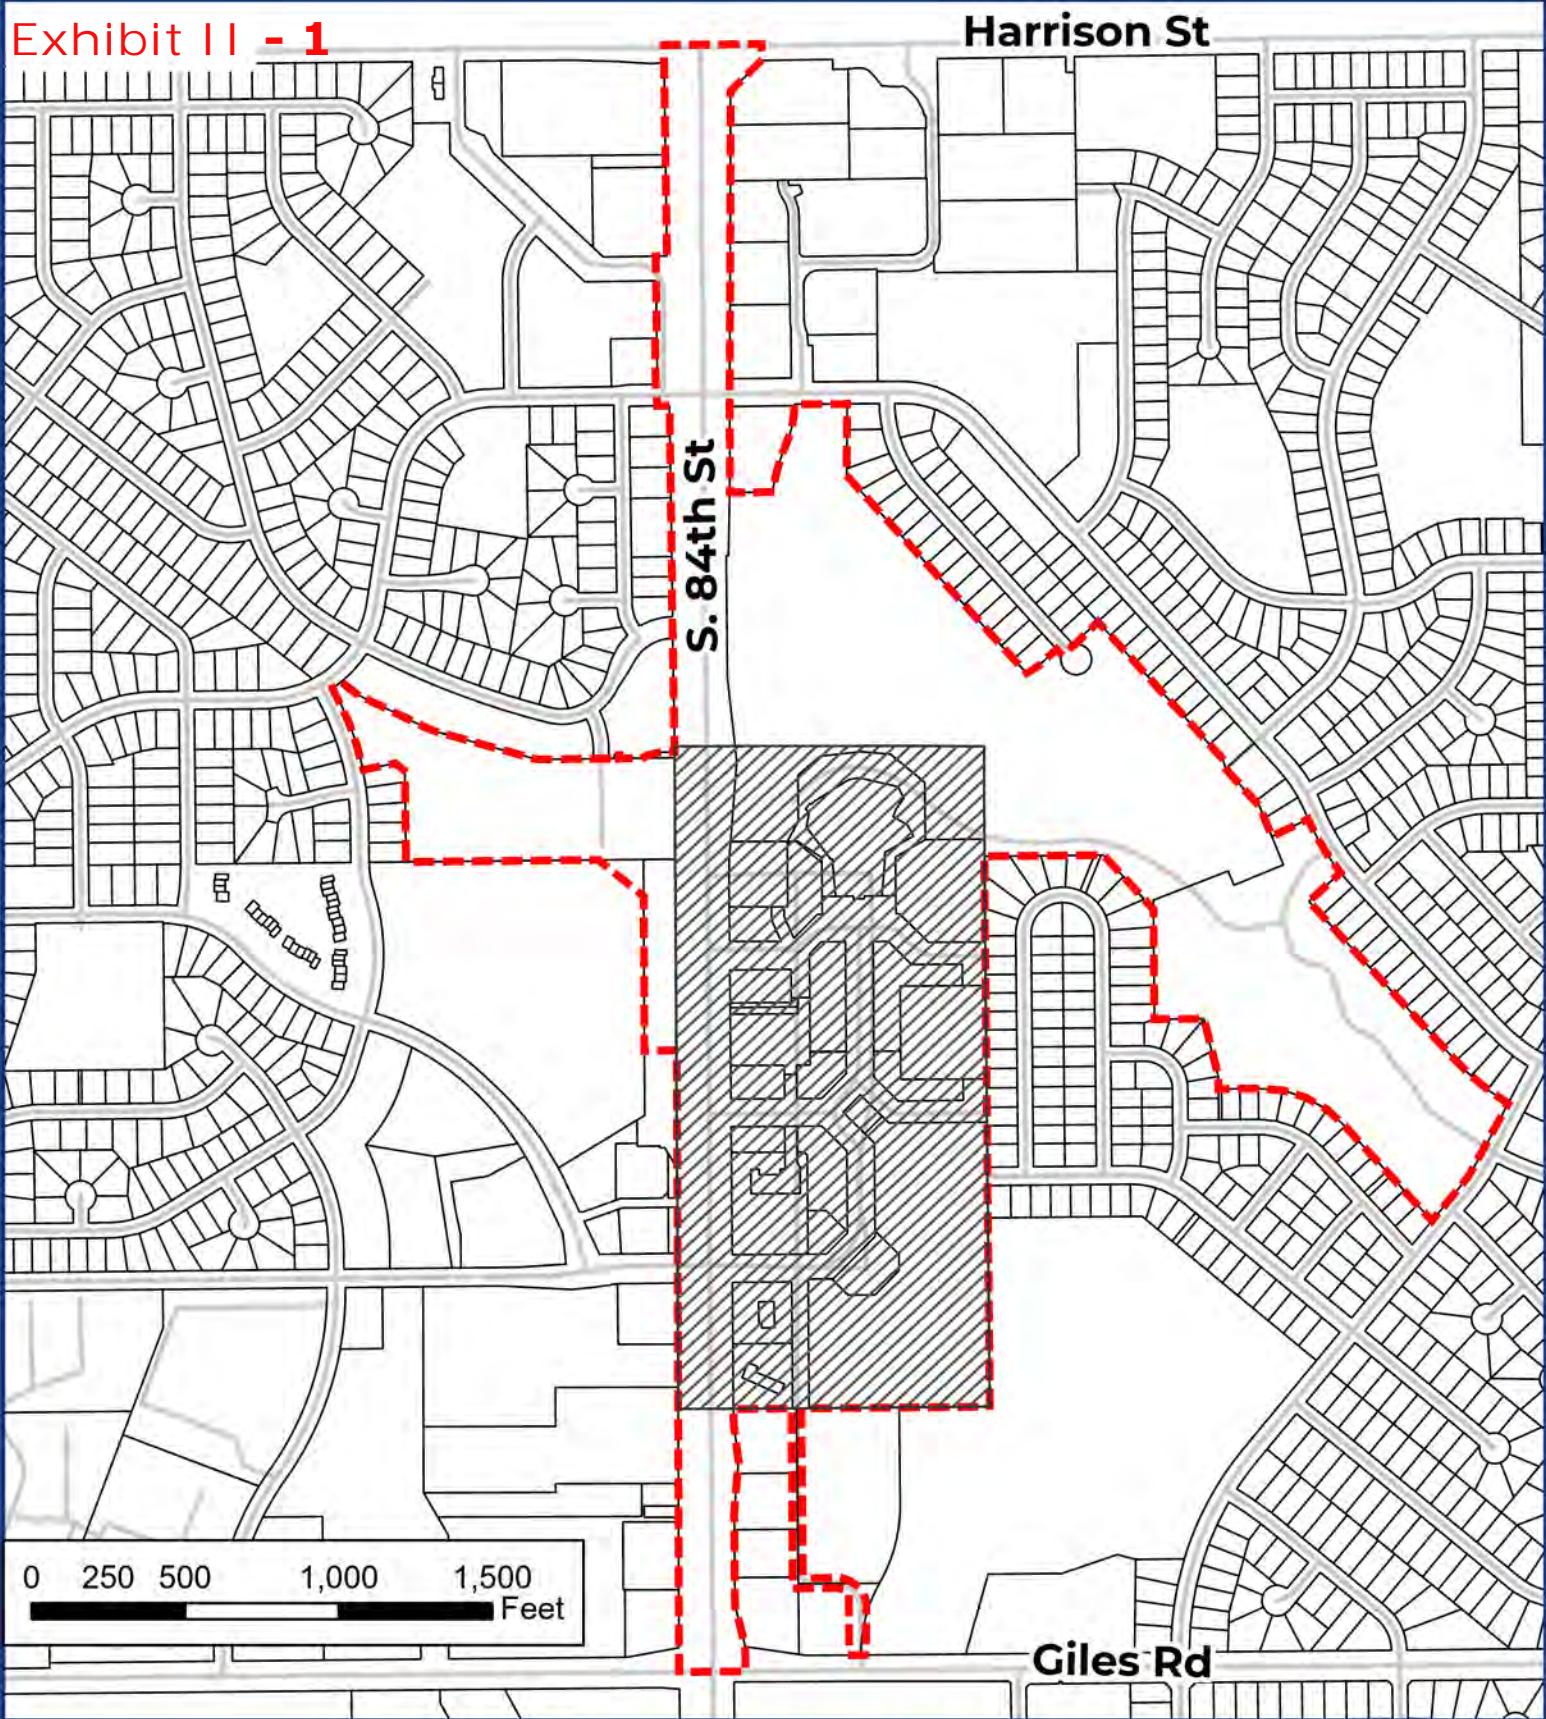 Exhibit II - 1
Harrison St
S. 84th St
0 250 500 1,000 1,500
Feet
Giles Rd